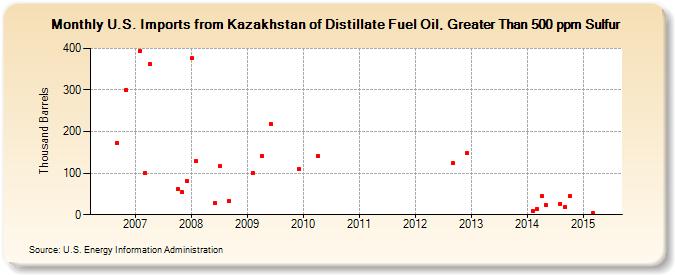 Monthly U.S. Imports from Kazakhstan of Distillate Fuel Oil, Greater Than 500 ppm Sulfur
Thousand Barrels
400
300
200
100
0
2007 2008 2009 2010 2011 2012 2013 2014 2015
Source: U.S. Energy Information Administration